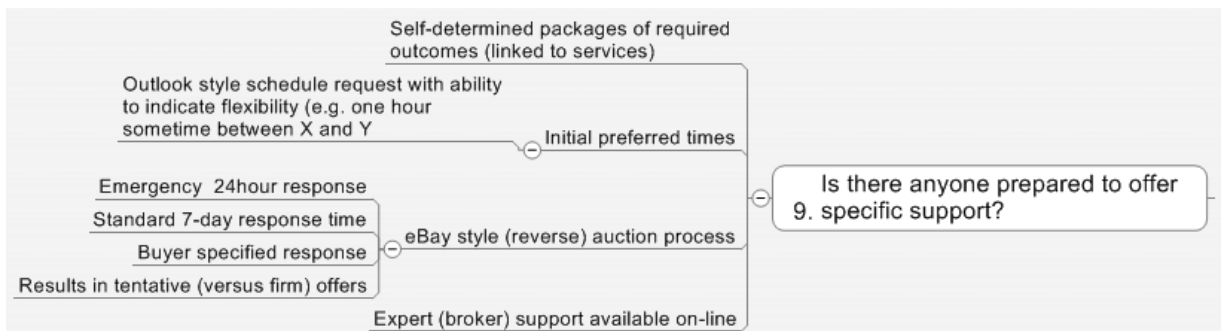 Self-determined packages of required
outcomes (linked to services)
Outlook style schedule request with ability
to indicate flexibility (e.g. one hour
sometime between X and Y
Initial preferred times
Emergency  24hour response
Standard 7-day response time
Buyer specified response
Results in tentative (versus firm) offers
eBay style (reverse) auction process
Expert (broker) support available on-line
Is there anyone prepared to offer
9. specific support?